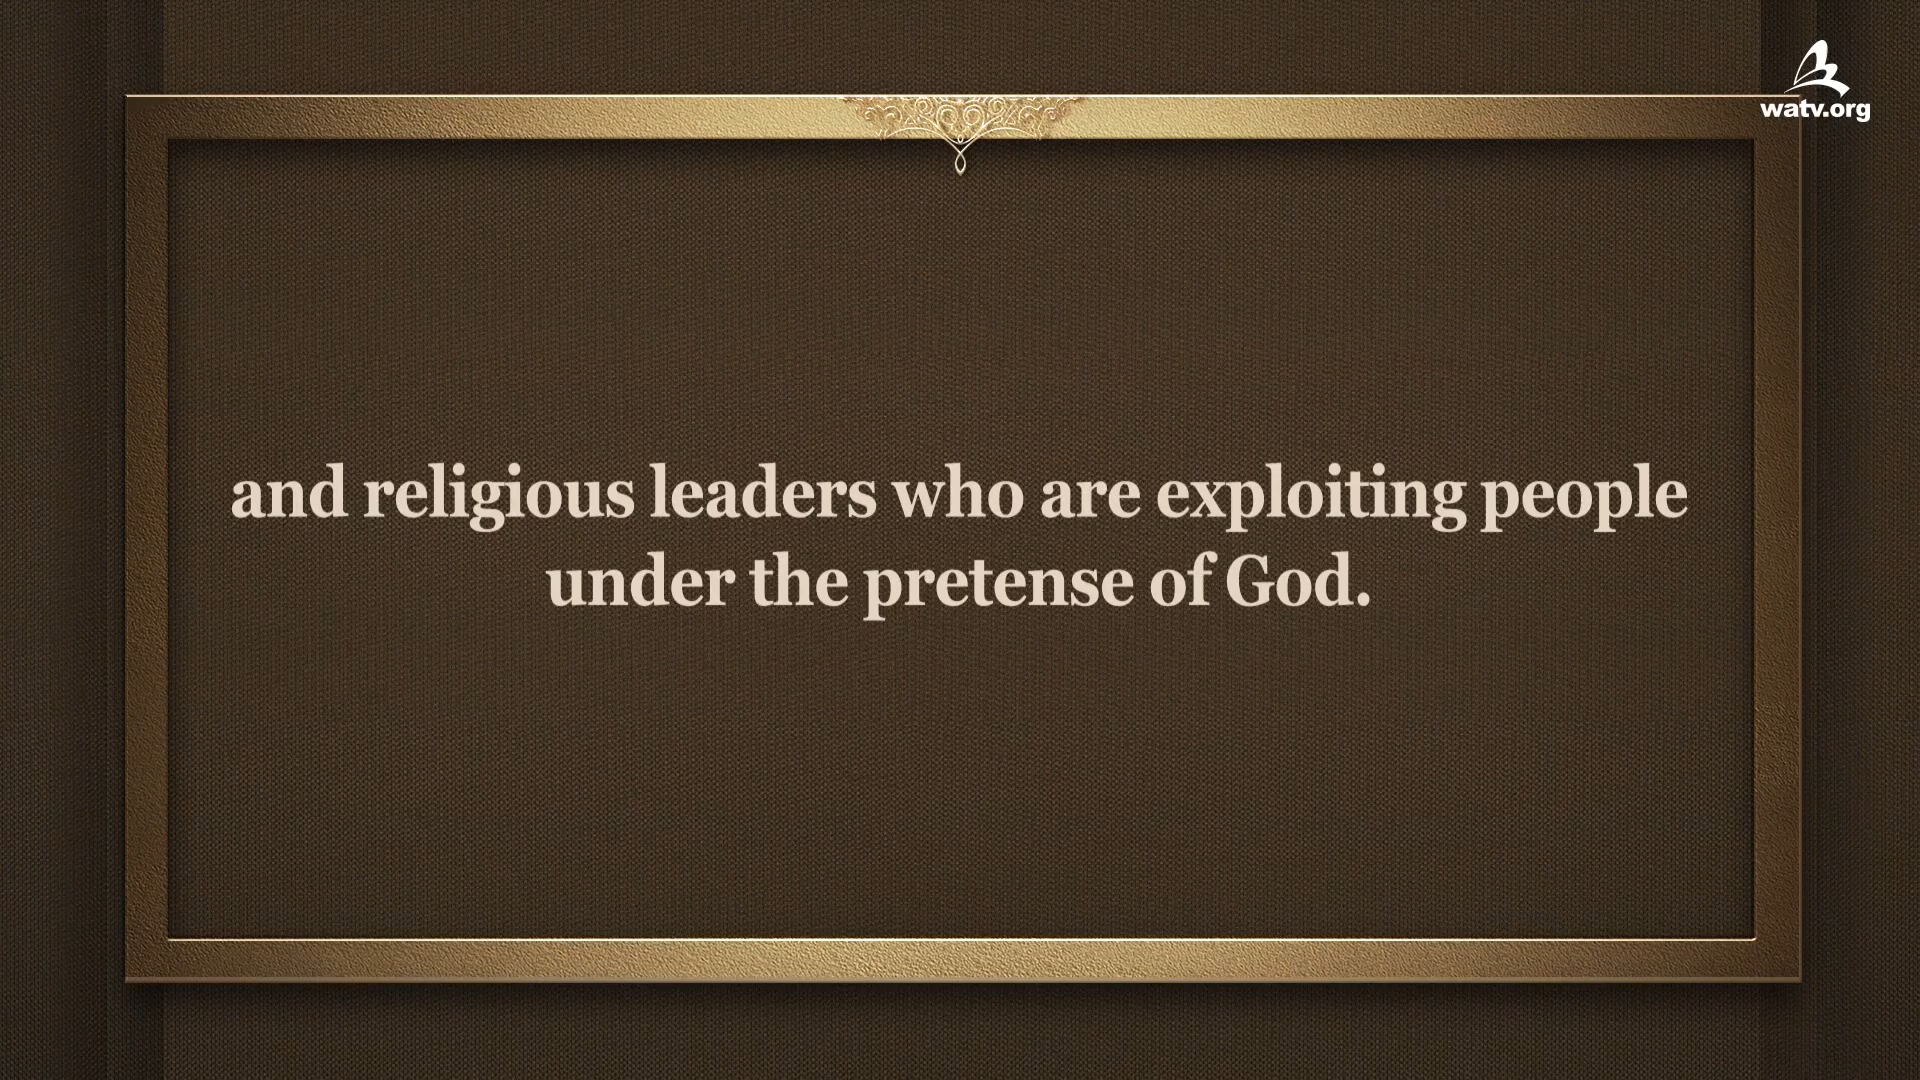 watv.org
and religious leaders who are exploiting people
under the pretense of God.